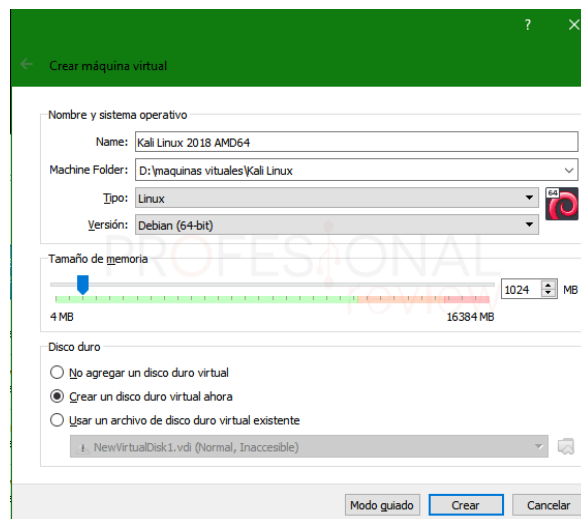 ?
Crear máquina virtual
Nombre y sistema operativo
Name: Kali Linux 2018 AMD64
Machine Folder: D:\maquinas vituales\Kali Linux
Tipo: Linux
64
Versión: Debian (64-bit)
PROFESIONAL
review
Tamaño de memoria
1024 MB
4 MB 16384 MB
Disco duro
No agregar un disco duro virtual
Crear un disco duro virtual ahora
Usar un archivo de disco duro virtual existente
NewVirtualDisk1.vdi (Normal, Inaccesible)
Modo guiado Crear Cancelar